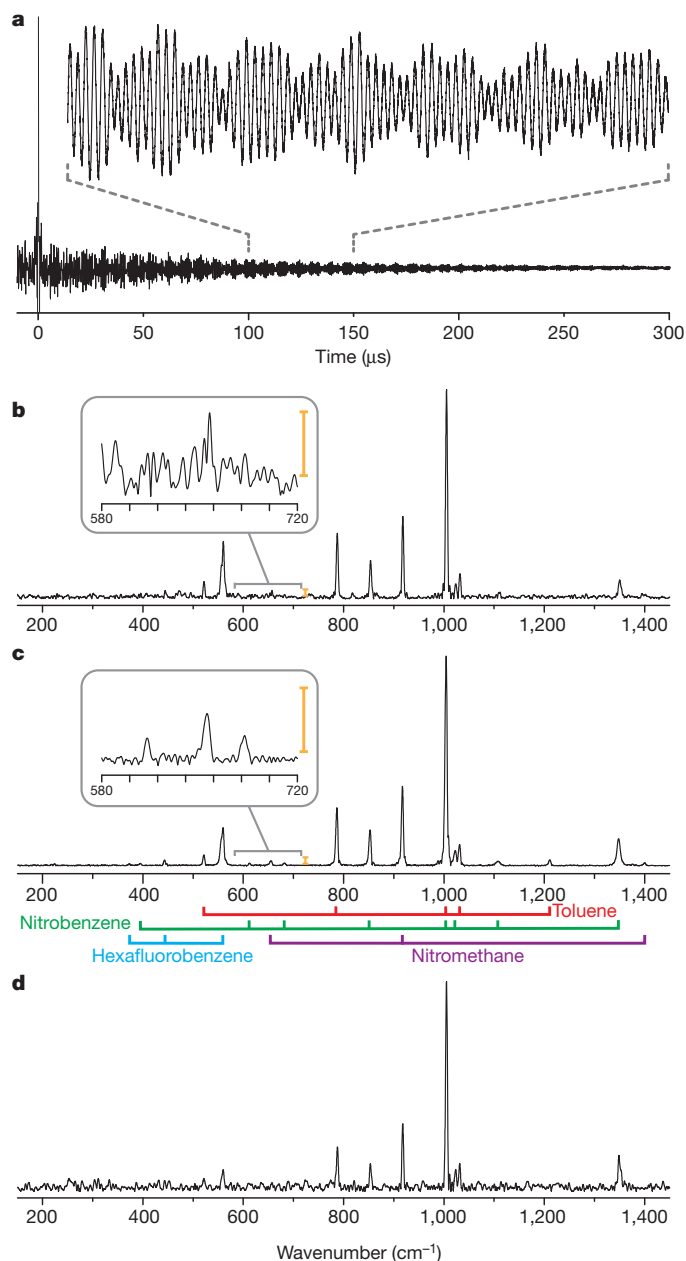 a
0 50 100 150 200 250 300
Time (μs)
b
580 720
200 400 600 800 1,000 1,200 1,400
c
580 720
200 400 600 800 1,000 1,200 1,400
Toluene
Nitrobenzene
Hexafluorobenzene Nitromethane
d
200 400 600 800 1,000 1,200 1,400
Wavenumber (cm⁻¹)